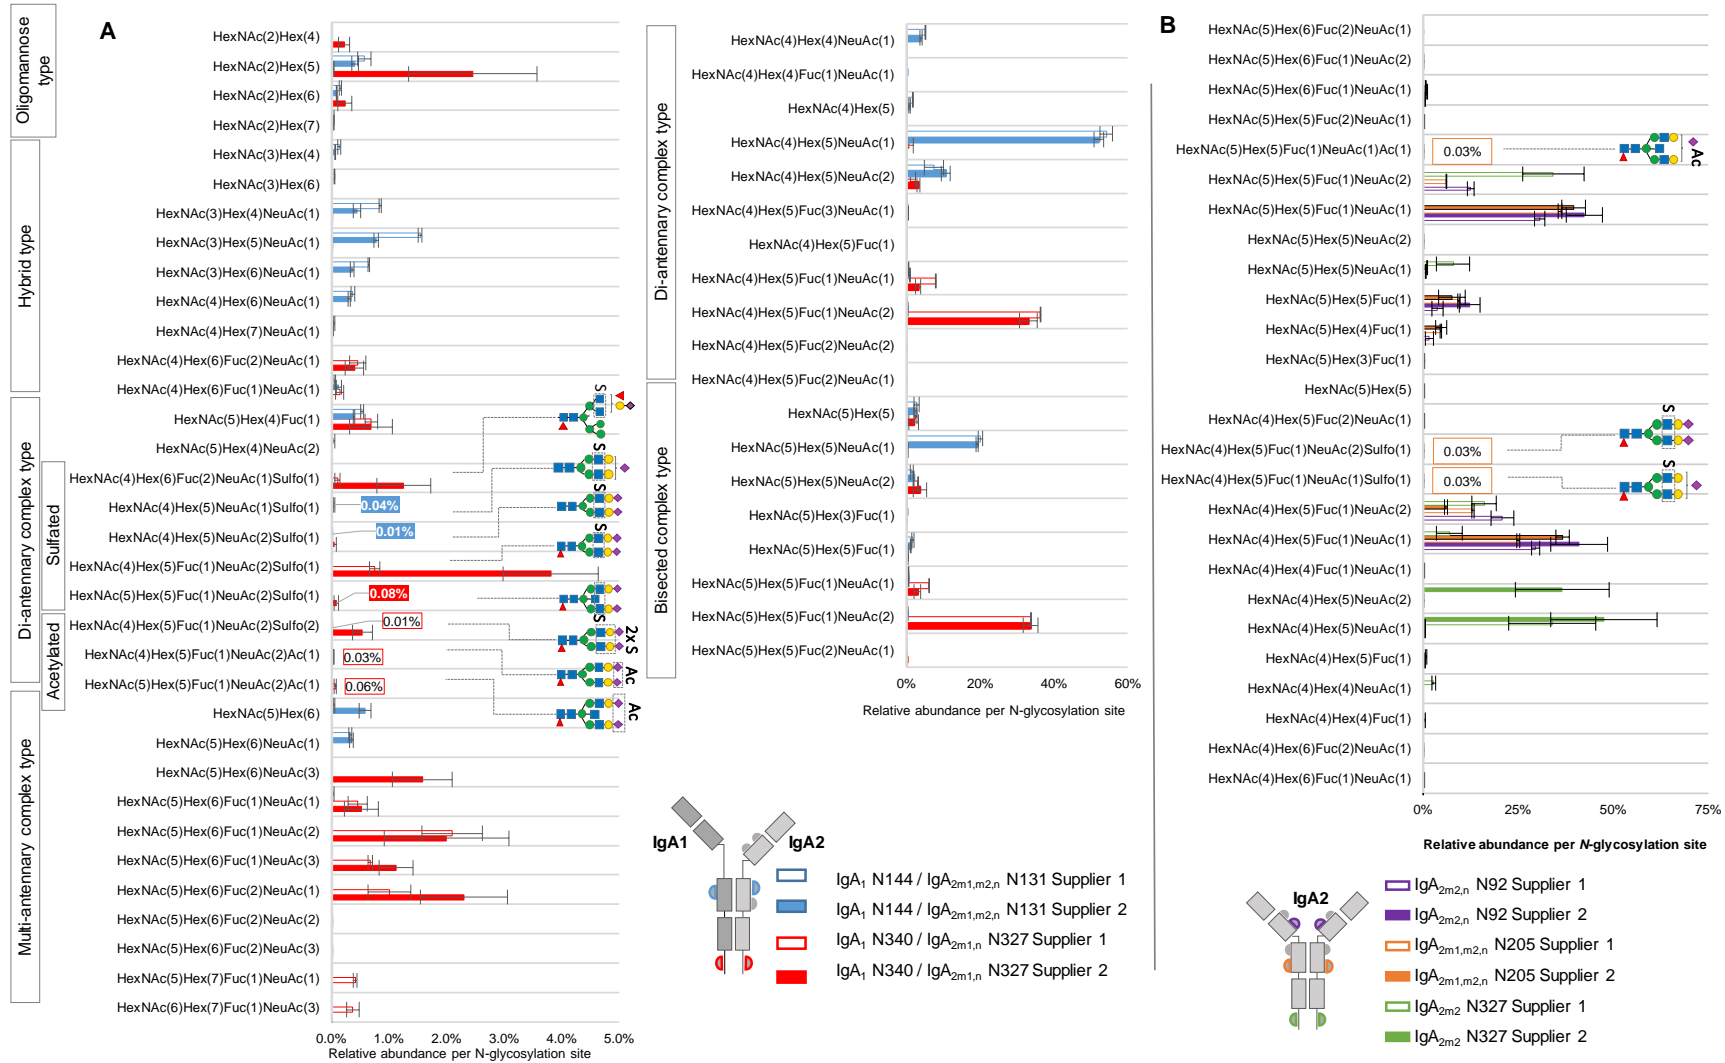 A
Oligomannose type
Hybrid type
Di-antennary complex type
Sulfated
Acetylated
Multi-antennary complex type
HexNAc(2)Hex(4)
HexNAc(2)Hex(5)
HexNAc(2)Hex(6)
HexNAc(2)Hex(7)
HexNAc(3)Hex(4)
HexNAc(3)Hex(6)
HexNAc(3)Hex(4)NeuAc(1)
HexNAc(3)Hex(5)NeuAc(1)
HexNAc(3)Hex(6)NeuAc(1)
HexNAc(4)Hex(6)NeuAc(1)
HexNAc(4)Hex(7)NeuAc(1)
HexNAc(4)Hex(6)Fuc(2)NeuAc(1)
HexNAc(4)Hex(6)Fuc(1)NeuAc(1)
HexNAc(5)Hex(4)Fuc(1)
HexNAc(5)Hex(4)NeuAc(2)
HexNAc(4)Hex(6)Fuc(2)NeuAc(1)Sulfo(1)
HexNAc(4)Hex(5)NeuAc(1)Sulfo(1)
HexNAc(4)Hex(5)NeuAc(2)Sulfo(1)
HexNAc(4)Hex(5)Fuc(1)NeuAc(2)Sulfo(1)
HexNAc(5)Hex(5)Fuc(1)NeuAc(2)Sulfo(1)
HexNAc(4)Hex(5)Fuc(1)NeuAc(2)Sulfo(2)
HexNAc(4)Hex(5)Fuc(1)NeuAc(2)Ac(1)
HexNAc(5)Hex(5)Fuc(1)NeuAc(2)Ac(1)
HexNAc(5)Hex(6)
HexNAc(5)Hex(6)NeuAc(1)
HexNAc(5)Hex(6)NeuAc(3)
HexNAc(5)Hex(6)Fuc(1)NeuAc(1)
HexNAc(5)Hex(6)Fuc(1)NeuAc(2)
HexNAc(5)Hex(6)Fuc(1)NeuAc(3)
HexNAc(5)Hex(6)Fuc(2)NeuAc(1)
HexNAc(5)Hex(6)Fuc(2)NeuAc(2)
HexNAc(5)Hex(6)Fuc(2)NeuAc(3)
HexNAc(5)Hex(7)Fuc(1)NeuAc(1)
HexNAc(6)Hex(7)Fuc(1)NeuAc(3)
0.04%
0.01%
0.08%
0.01%
0.03%
0.06%
S
S
S
S
S
2x S
Ac
Ac
0.0% 1.0% 2.0% 3.0% 4.0% 5.0%
Relative abundance per N-glycosylation site
Di-antennary complex type
Bisected complex type
HexNAc(4)Hex(4)NeuAc(1)
HexNAc(4)Hex(4)Fuc(1)NeuAc(1)
HexNAc(4)Hex(5)
HexNAc(4)Hex(5)NeuAc(1)
HexNAc(4)Hex(5)NeuAc(2)
HexNAc(4)Hex(5)Fuc(3)NeuAc(1)
HexNAc(4)Hex(5)Fuc(1)
HexNAc(4)Hex(5)Fuc(1)NeuAc(1)
HexNAc(4)Hex(5)Fuc(1)NeuAc(2)
HexNAc(4)Hex(5)Fuc(2)NeuAc(2)
HexNAc(4)Hex(5)Fuc(2)NeuAc(1)
HexNAc(5)Hex(5)
HexNAc(5)Hex(5)NeuAc(1)
HexNAc(5)Hex(5)NeuAc(2)
HexNAc(5)Hex(3)Fuc(1)
HexNAc(5)Hex(5)Fuc(1)
HexNAc(5)Hex(5)Fuc(1)NeuAc(1)
HexNAc(5)Hex(5)Fuc(1)NeuAc(2)
HexNAc(5)Hex(5)Fuc(2)NeuAc(1)
0% 20% 40% 60%
Relative abundance per N-glycosylation site
IgA1 IgA2
IgA1 N144 / IgA2m1,m2,n N131 Supplier 1
IgA1 N144 / IgA2m1,m2,n N131 Supplier 2
IgA1 N340 / IgA2m1,n N327 Supplier 1
IgA1 N340 / IgA2m1,n N327 Supplier 2
B
HexNAc(5)Hex(6)Fuc(2)NeuAc(1)
HexNAc(5)Hex(6)Fuc(1)NeuAc(2)
HexNAc(5)Hex(6)Fuc(1)NeuAc(1)
HexNAc(5)Hex(5)Fuc(2)NeuAc(1)
HexNAc(5)Hex(5)Fuc(1)NeuAc(1)Ac(1)
HexNAc(5)Hex(5)Fuc(1)NeuAc(2)
HexNAc(5)Hex(5)Fuc(1)NeuAc(1)
HexNAc(5)Hex(5)NeuAc(2)
HexNAc(5)Hex(5)NeuAc(1)
HexNAc(5)Hex(5)Fuc(1)
HexNAc(5)Hex(4)Fuc(1)
HexNAc(5)Hex(3)Fuc(1)
HexNAc(5)Hex(5)
HexNAc(4)Hex(5)Fuc(2)NeuAc(1)
HexNAc(4)Hex(5)Fuc(1)NeuAc(2)Sulfo(1)
HexNAc(4)Hex(5)Fuc(1)NeuAc(1)Sulfo(1)
HexNAc(4)Hex(5)Fuc(1)NeuAc(2)
HexNAc(4)Hex(5)Fuc(1)NeuAc(1)
HexNAc(4)Hex(4)Fuc(1)NeuAc(1)
HexNAc(4)Hex(5)NeuAc(2)
HexNAc(4)Hex(5)NeuAc(1)
HexNAc(4)Hex(5)Fuc(1)
HexNAc(4)Hex(4)NeuAc(1)
HexNAc(4)Hex(4)Fuc(1)
HexNAc(4)Hex(6)Fuc(2)NeuAc(1)
HexNAc(4)Hex(6)Fuc(1)NeuAc(1)
0.03%
0.03%
0.03%
Ac
S
S
0% 25% 50% 75%
Relative abundance per N-glycosylation site
IgA2
IgA2m2,n N92 Supplier 1
IgA2m2,n N92 Supplier 2
IgA2m1,m2,n N205 Supplier 1
IgA2m1,m2,n N205 Supplier 2
IgA2m2 N327 Supplier 1
IgA2m2 N327 Supplier 2